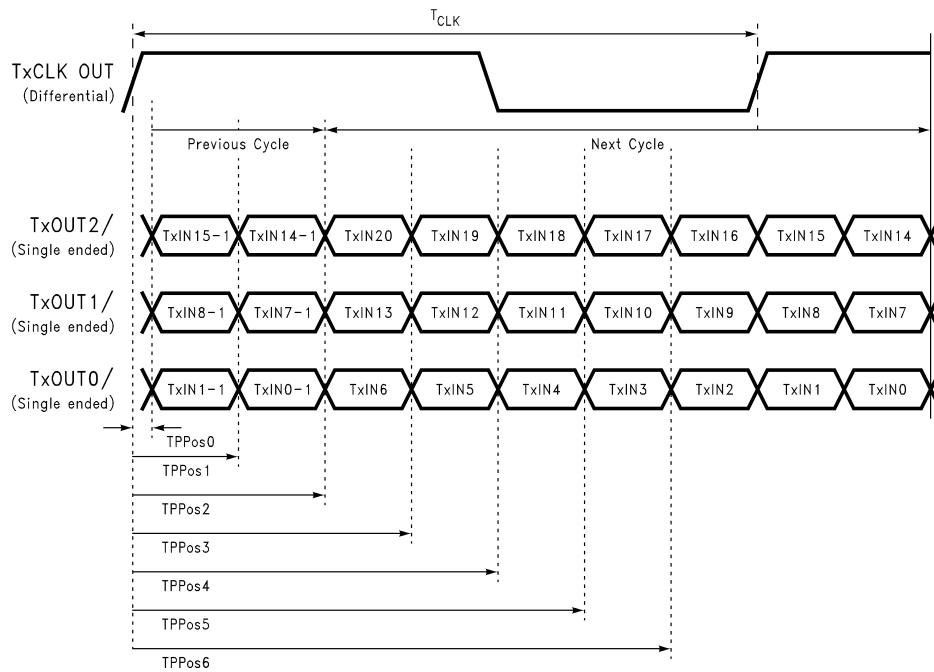 T_CLK
TxCLK OUT
(Differential)
Previous Cycle
Next Cycle
TxOUT2/
(Single ended)
TxIN15-1 TxIN14-1 TxIN20 TxIN19 TxIN18 TxIN17 TxIN16 TxIN15 TxIN14
TxOUT1/
(Single ended)
TxIN8-1 TxIN7-1 TxIN13 TxIN12 TxIN11 TxIN10 TxIN9 TxIN8 TxIN7
TxOUT0/
(Single ended)
TxIN1-1 TxIN0-1 TxIN6 TxIN5 TxIN4 TxIN3 TxIN2 TxIN1 TxIN0
TPPos0
TPPos1
TPPos2
TPPos3
TPPos4
TPPos5
TPPos6